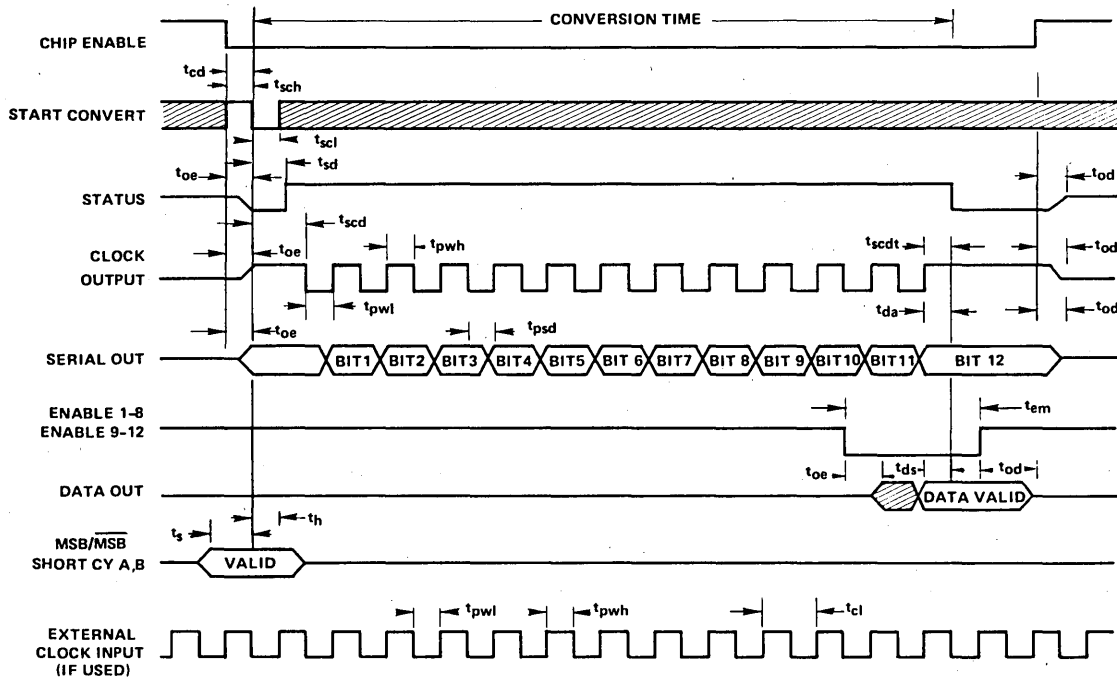 CONVERSION TIME
CHIP ENABLE
tcd
tsch
START CONVERT
tscl
tsd
toe
tod
STATUS
tscd
CLOCK
OUTPUT
toe
tpwh
tscdt
tod
tpwl
tda
toe
tpsd
tod
SERIAL OUT
BIT1
BIT2
BIT3
BIT4
BIT5
BIT 6
BIT7
BIT 8
BIT 9
BIT10
BIT11
BIT 12
ENABLE 1–8
ENABLE 9–12
tem
toe
tds
tod
DATA OUT
DATA VALID
ts
th
MSB/MSB
SHORT CY A,B
VALID
tpwl
tpwh
tcl
EXTERNAL
CLOCK INPUT
(IF USED)